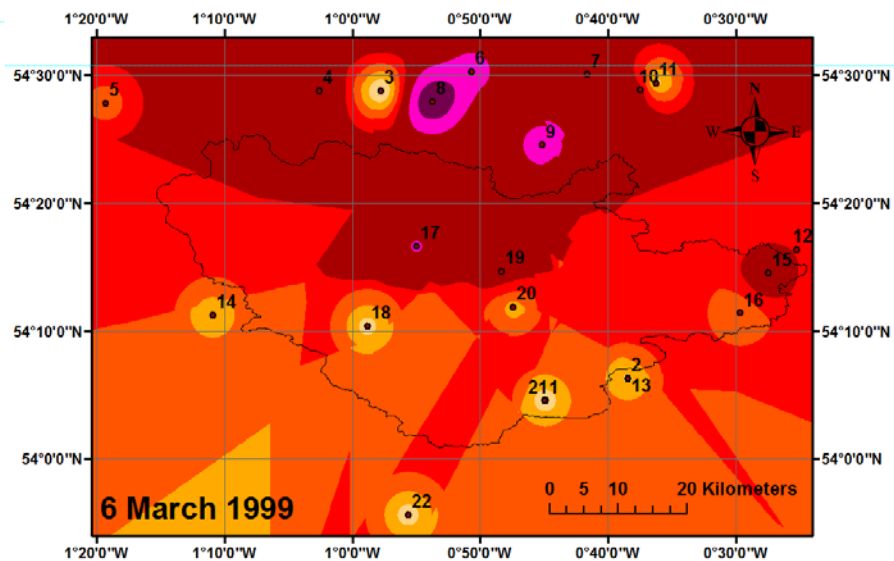 1°20'0"W 1°10'0"W 1°0'0"W 0°50'0"W 0°40'0"W 0°30'0"W
6
7
54°30'0"N 54°30'0"N
4 3 10 11
5 8
N
9 W E
S
54°20'0"N 54°20'0"N
17 12
19 15
14 18 20 16
54°10'0"N 54°10'0"N
2
211 13
54°0'0"N 54°0'0"N
0 5 10 20 Kilometers
6 March 1999 22
1°20'0"W 1°10'0"W 1°0'0"W 0°50'0"W 0°40'0"W 0°30'0"W